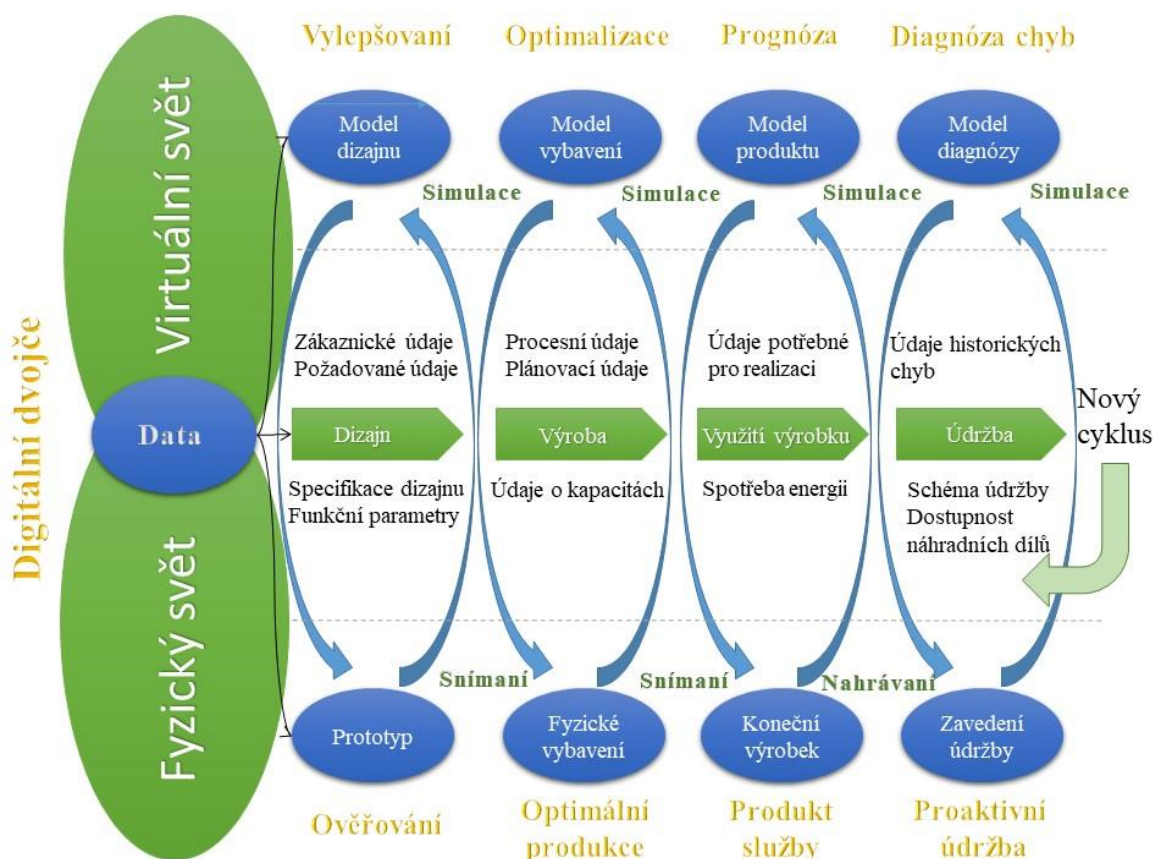 Vylepšovaní
Optimalizace
Prognóza
Diagnóza chyb
Digitální dvojče
Virtuální svět
Fyzický svět
Data
Model
dizajnu
Model
vybavení
Model
produktu
Model
diagnózy
Simulace
Simulace
Simulace
Simulace
Zákaznické údaje
Požadované údaje
Procesní údaje
Plánovací údaje
Údaje potřebné
pro realizaci
Údaje historických
chyb
Dizajn
Výroba
Využití výrobku
Údržba
Nový
cyklus
Specifikace dizajnu
Funkční parametry
Údaje o kapacitách
Spotřeba energii
Schéma údržby
Dostupnost
náhradních dílů
Snímaní
Snímaní
Nahrávaní
Prototyp
Fyzické
vybavení
Koneční
výrobek
Zavedení
údržby
Ověřování
Optimální
produkce
Produkt
služby
Proaktivní
údržba